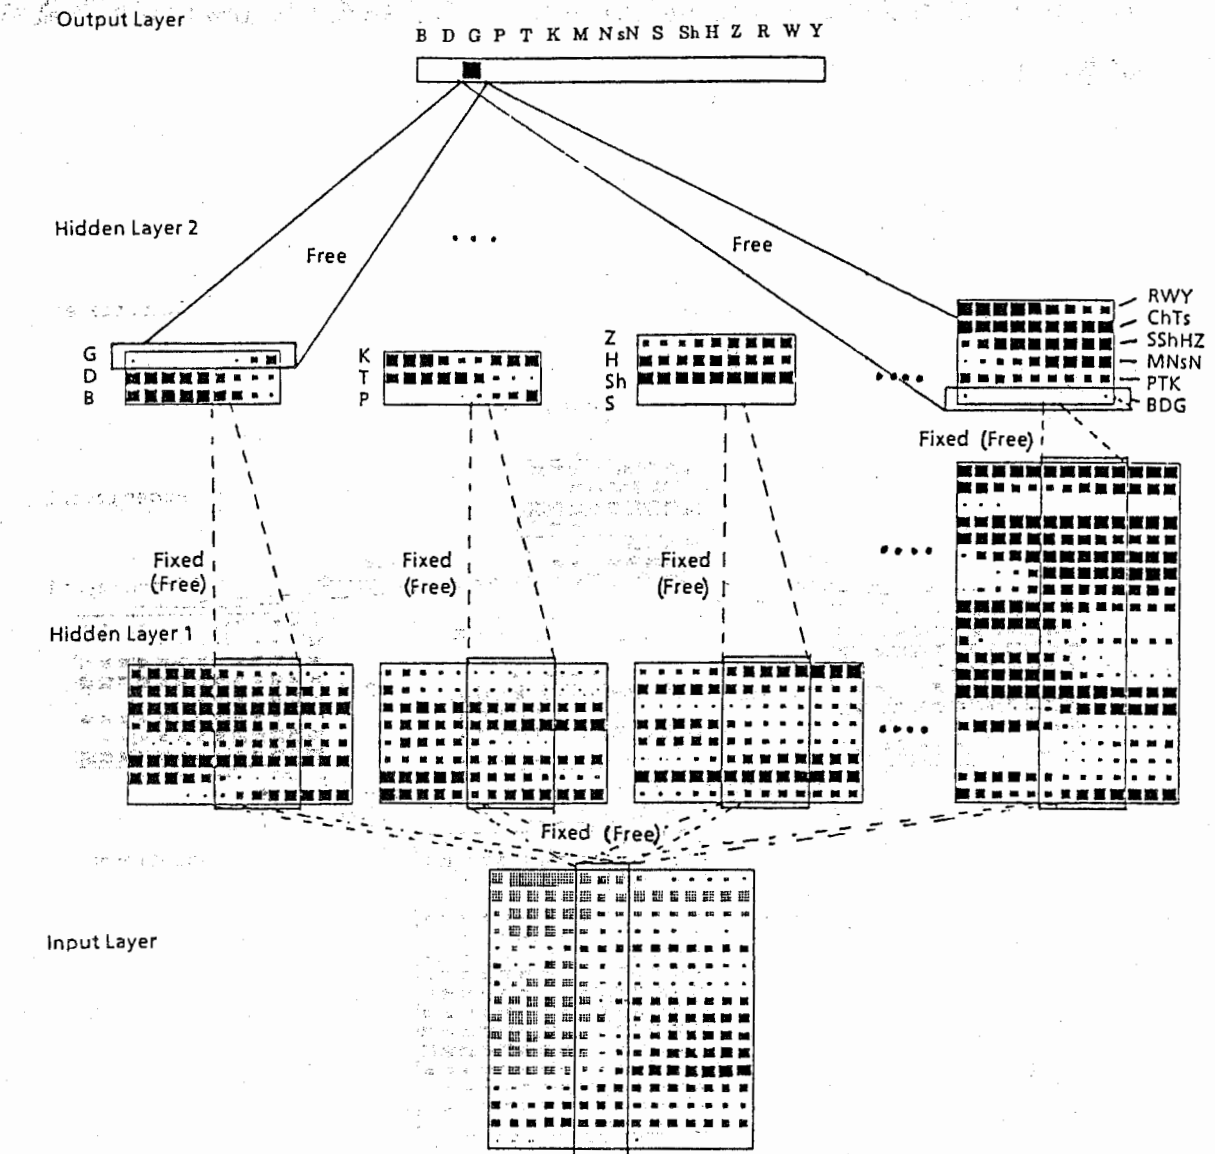 Output Layer
B D G P T K M N sN S Sh H Z R W Y
Hidden Layer 2
Free
Free
G
D
B
K
T
P
Z
H
Sh
S
RWY
ChTs
SShHZ
MNsN
PTK
BDG
Fixed (Free)
Fixed
(Free)
Fixed
(Free)
Fixed
(Free)
Hidden Layer 1
Fixed (Free)
Input Layer